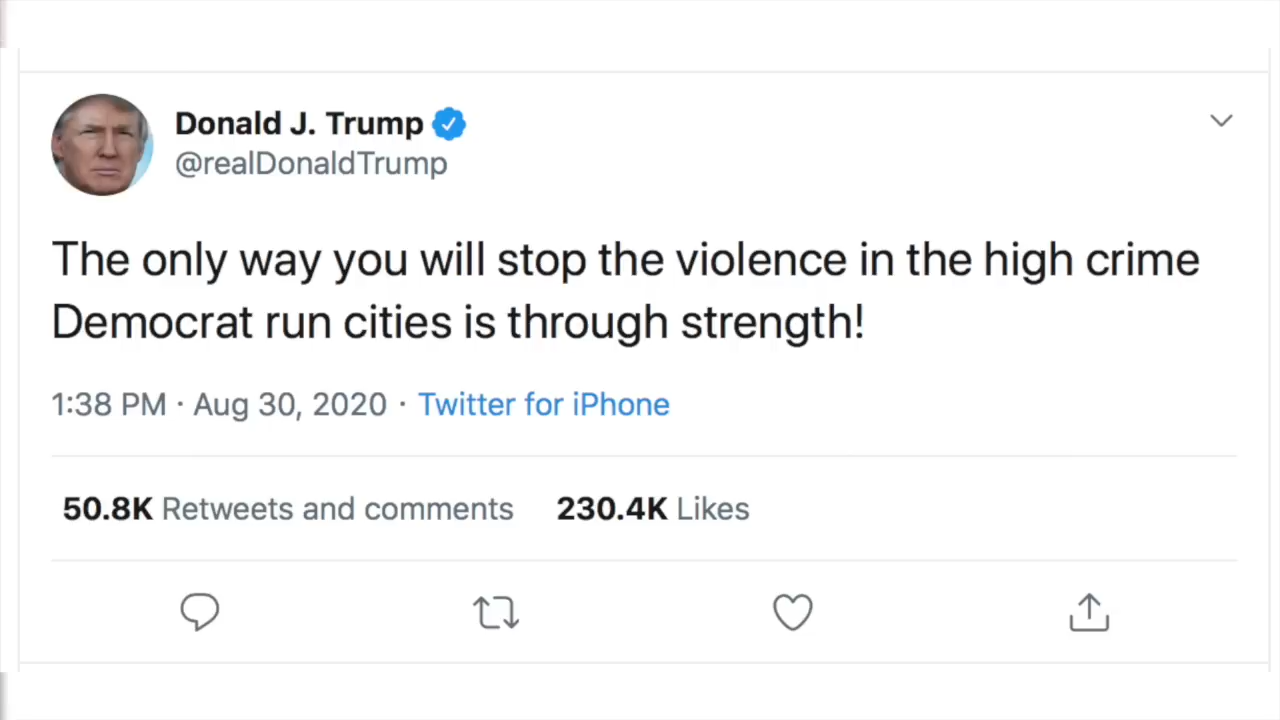 Donald J. Trump
@realDonaldTrump
The only way you will stop the violence in the high crime
Democrat run cities is through strength!
1:38 PM · Aug 30, 2020 · Twitter for iPhone
50.8K Retweets and comments 230.4K Likes